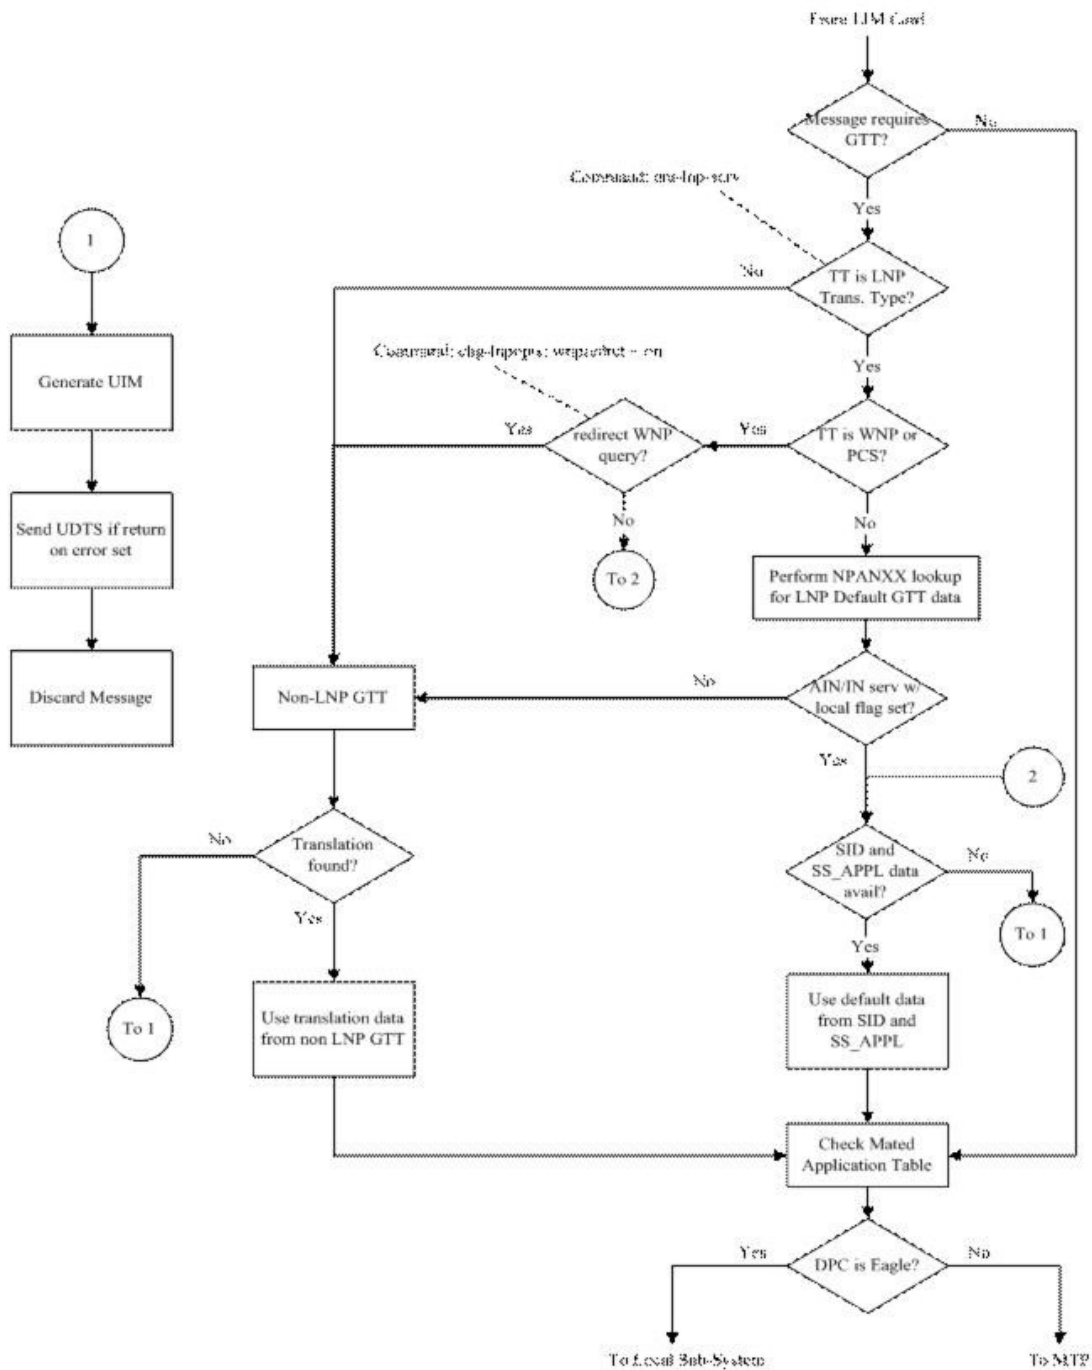 From LIM Card
Message requires
GTT?
No
Yes
Command: ent-lnp-serv
TT is LNP
Trans. Type?
No
Yes
Command: chg-lnpopts: wnprdrct = on
TT is WNP or
PCS?
Yes
redirect WNP
query?
Yes
No
To 2
No
Perform NPANXX lookup
for LNP Default GTT data
AIN/IN serv w/
local flag set?
No
Yes
2
SID and
SS_APPL data
avail?
No
To 1
Yes
Use default data
from SID and
SS_APPL
Non-LNP GTT
Translation
found?
No
To 1
Yes
Use translation data
from non LNP GTT
Check Mated
Application Table
DPC is Eagle?
Yes
No
To Local Sub-System
To MTP
1
Generate UIM
Send UDTS if return
on error set
Discard Message